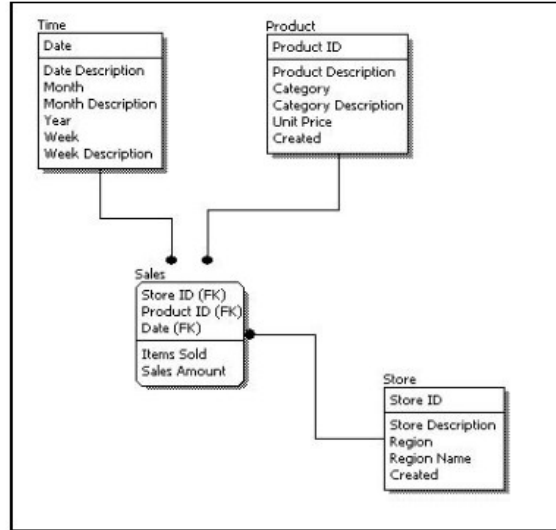 Time
Date
Date Description
Month
Month Description
Year
Week
Week Description
Product
Product ID
Product Description
Category
Category Description
Unit Price
Created
Sales
Store ID (FK)
Product ID (FK)
Date (FK)
Items Sold
Sales Amount
Store
Store ID
Store Description
Region
Region Name
Created